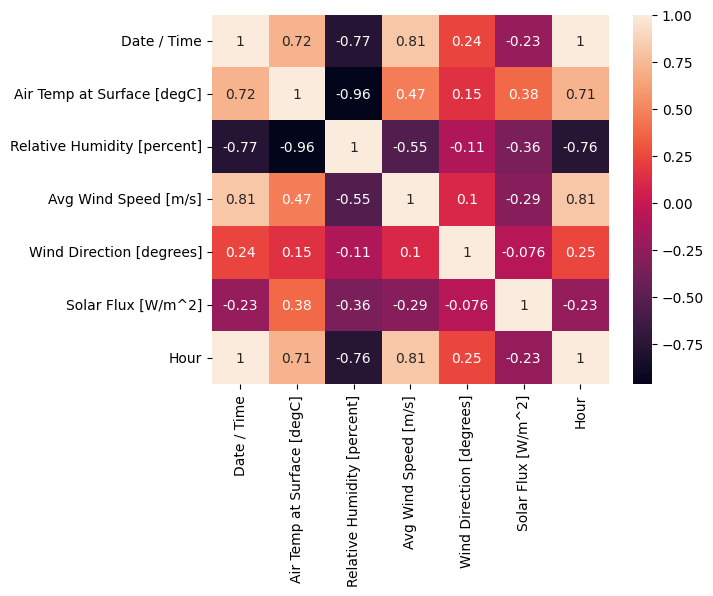 Date / Time 1 0.72 -0.77 0.81 0.24 -0.23 1
Air Temp at Surface [degC] 0.72 1 -0.96 0.47 0.15 0.38 0.71
Relative Humidity [percent] -0.77 -0.96 1 -0.55 -0.11 -0.36 -0.76
Avg Wind Speed [m/s] 0.81 0.47 -0.55 1 0.1 -0.29 0.81
Wind Direction [degrees] 0.24 0.15 -0.11 0.1 1 -0.076 0.25
Solar Flux [W/m^2] -0.23 0.38 -0.36 -0.29 -0.076 1 -0.23
Hour 1 0.71 -0.76 0.81 0.25 -0.23 1
Date / Time
Air Temp at Surface [degC]
Relative Humidity [percent]
Avg Wind Speed [m/s]
Wind Direction [degrees]
Solar Flux [W/m^2]
Hour
1.00
0.75
0.50
0.25
0.00
−0.25
−0.50
−0.75